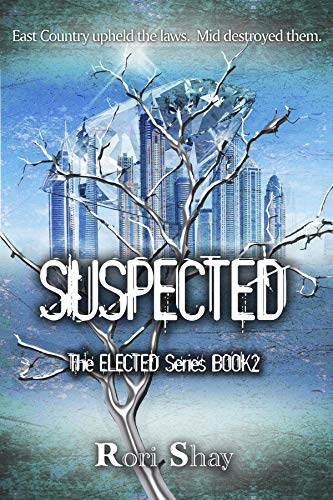 East Country upheld the laws. Mid destroyed them.
SUSPECTED
The ELECTED Series BOOK2
Rori Shay